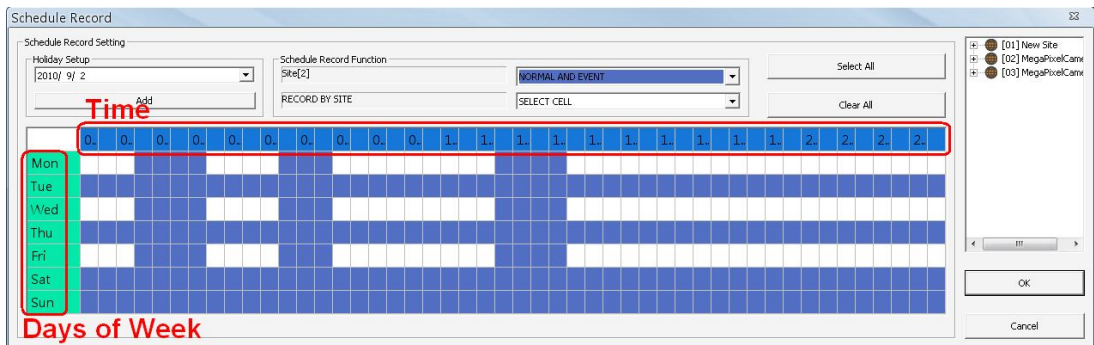 Schedule Record
Schedule Record Setting
Holiday Setup
2010/ 9/ 2
Add
Schedule Record Function
Site[2]
NORMAL AND EVENT
RECORD BY SITE
SELECT CELL
Select All
Clear All
[01] New Site
[02] MegaPixelCame
[03] MegaPixelCame
Time
0.. 0.. 0.. 0.. 0.. 0.. 0.. 0.. 0.. 0.. 1.. 1.. 1.. 1.. 1.. 1.. 1.. 1.. 1.. 1.. 2.. 2.. 2.. 2..
Mon
Tue
Wed
Thu
Fri
Sat
Sun
Days of Week
OK
Cancel